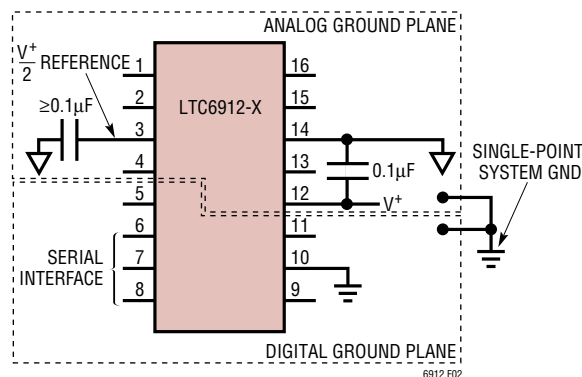 ANALOG GROUND PLANE
V+
2
REFERENCE
≥0.1µF
LTC6912-X
1
2
3
4
5
6
7
8
16
15
14
13
12
11
10
9
0.1µF
V+
SINGLE-POINT
SYSTEM GND
SERIAL
INTERFACE
DIGITAL GROUND PLANE
6912 F02